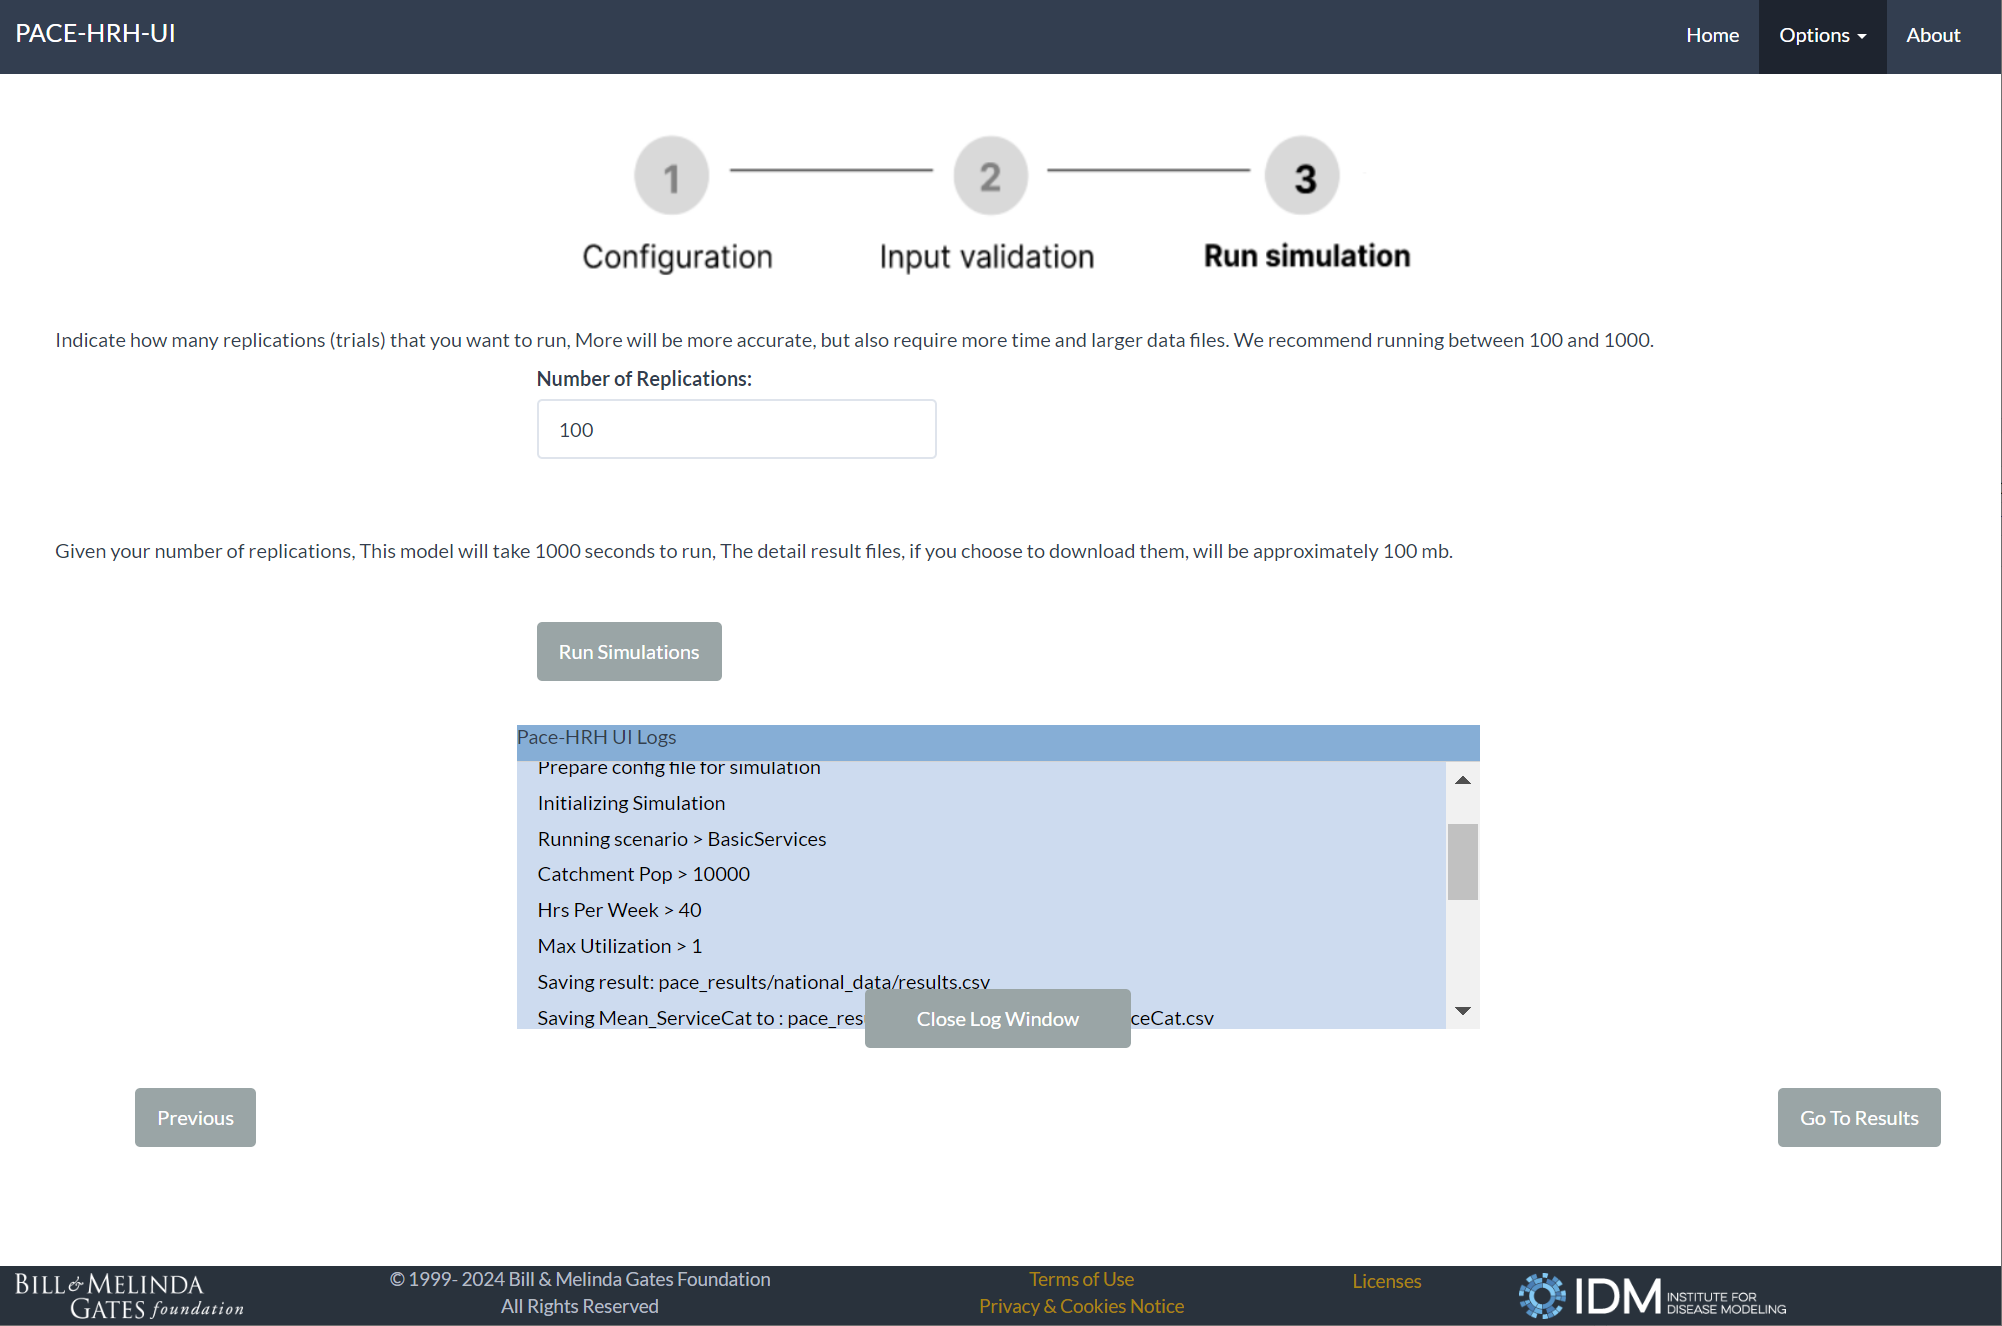 PACE-HRH-UI
Home
Options
About
1
2
3
Configuration
Input validation
Run simulation
Indicate how many replications (trials) that you want to run, More will be more accurate, but also require more time and larger data files. We recommend running between 100 and 1000.
Number of Replications:
100
Given your number of replications, This model will take 1000 seconds to run, The detail result files, if you choose to download them, will be approximately 100 mb.
Run Simulations
Pace-HRH UI Logs
Prepare config file for simulation
Initializing Simulation
Running scenario > BasicServices
Catchment Pop > 10000
Hrs Per Week > 40
Max Utilization > 1
Saving result: pace_results/national_data/results.csv
Saving Mean_ServiceCat to : pace_res
ceCat.csv
Close Log Window
Previous
Go To Results
BILL & MELINDA
GATES foundation
© 1999- 2024 Bill & Melinda Gates Foundation
All Rights Reserved
Terms of Use
Privacy & Cookies Notice
Licenses
IDM
INSTITUTE FOR
DISEASE MODELING